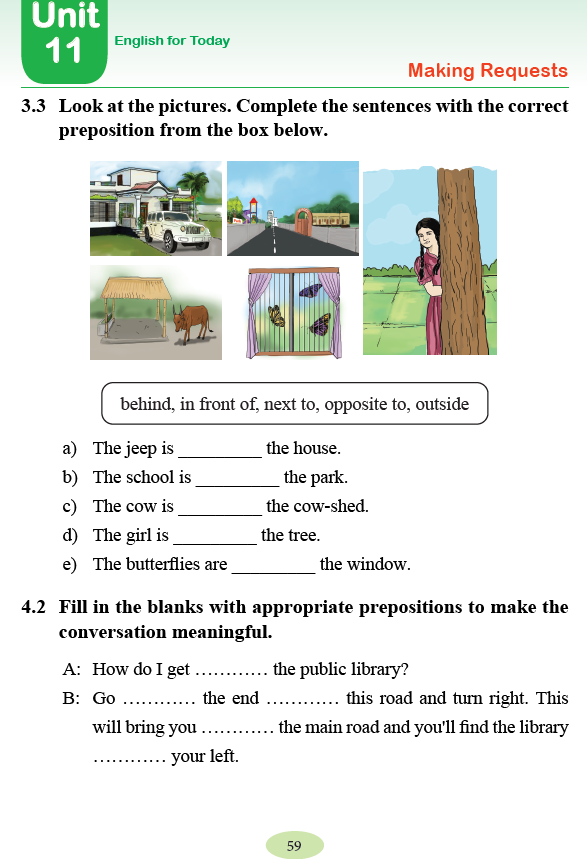 Unit
11
English for Today
Making Requests
3.3 Look at the pictures. Complete the sentences with the correct
preposition from the box below.
behind, in front of, next to, opposite to, outside
a) The jeep is _________ the house.
b) The school is _________ the park.
c) The cow is _________ the cow-shed.
d) The girl is _________ the tree.
e) The butterflies are _________ the window.
4.2 Fill in the blanks with appropriate prepositions to make the
conversation meaningful.
A: How do I get ………… the public library?
B: Go ………… the end ………… this road and turn right. This
will bring you ………… the main road and you'll find the library
………… your left.
59